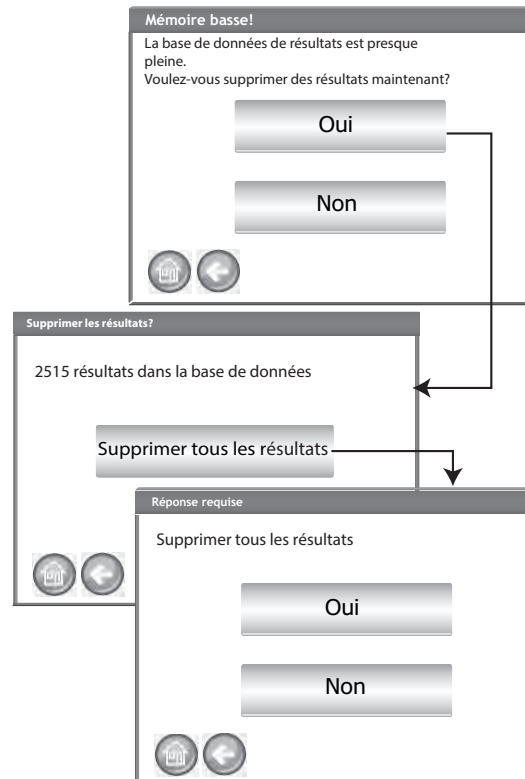 Mémoire basse!
La base de données de résultats est presque
pleine.
Voulez-vous supprimer des résultats maintenant?
Oui
Non
Supprimer les résultats?
2515 résultats dans la base de données
Supprimer tous les résultats
Réponse requise
Supprimer tous les résultats
Oui
Non